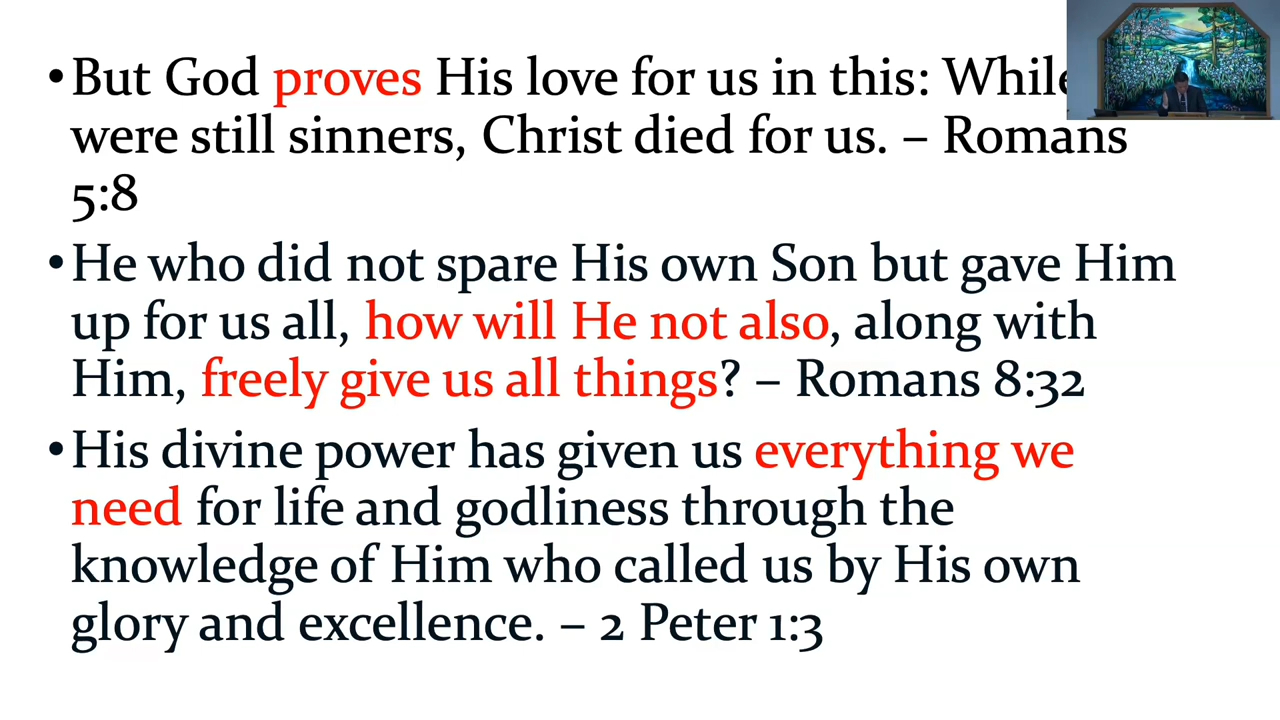 •But God proves His love for us in this: While
were still sinners, Christ died for us. – Romans
5:8
•He who did not spare His own Son but gave Him
up for us all, how will He not also, along with
Him, freely give us all things? – Romans 8:32
•His divine power has given us everything we
need for life and godliness through the
knowledge of Him who called us by His own
glory and excellence. – 2 Peter 1:3